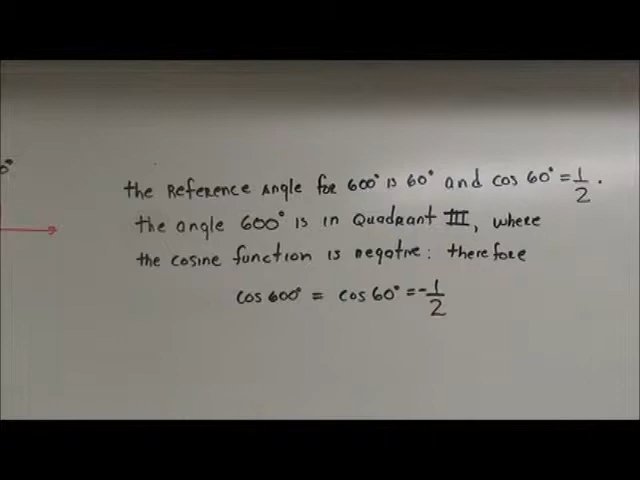 0°
the Reference Angle for 600° is 60° and cos 60° = 1/2.
the angle 600° is in Quadrant III, where
the cosine function is negative: therefore
cos 600° = cos 60° = -1/2